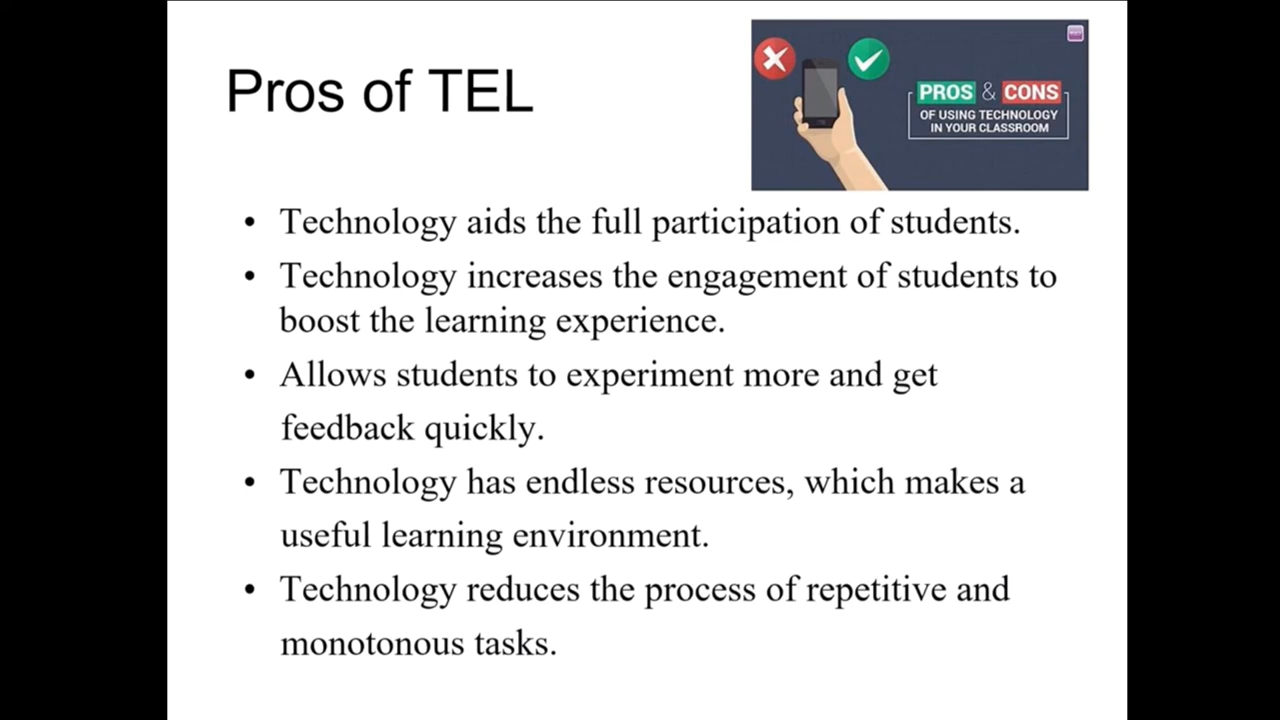 Pros of TEL
PROS & CONS
OF USING TECHNOLOGY
IN YOUR CLASSROOM
• Technology aids the full participation of students.
• Technology increases the engagement of students to
boost the learning experience.
• Allows students to experiment more and get
feedback quickly.
• Technology has endless resources, which makes a
useful learning environment.
• Technology reduces the process of repetitive and
monotonous tasks.